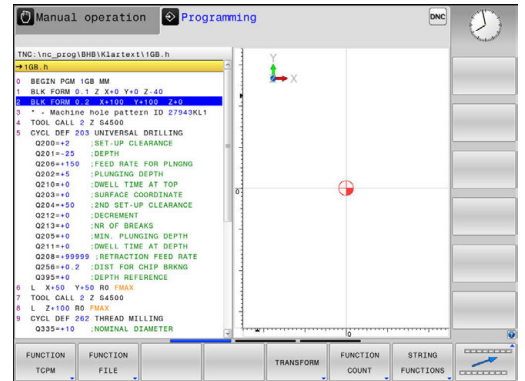 Manual operation
Programming
DNC
TNC:\nc_prog\BHB\Klartext\1GB.h
→1GB.h
0 BEGIN PGM 1GB MM
1 BLK FORM 0.1 Z X+0 Y+0 Z-40
2 BLK FORM 0.2 X+100 Y+100 Z+0
3 * - Machine hole pattern ID 27943KL1
4 TOOL CALL 2 Z S4500
5 CYCL DEF 203 UNIVERSAL DRILLING
Q200=+2 ;SET-UP CLEARANCE
Q201=-25 ;DEPTH
Q206=+150 ;FEED RATE FOR PLNGNG
Q202=+5 ;PLUNGING DEPTH
Q210=+0 ;DWELL TIME AT TOP
Q203=+0 ;SURFACE COORDINATE
Q204=+50 ;2ND SET-UP CLEARANCE
Q212=+0 ;DECREMENT
Q213=+0 ;NR OF BREAKS
Q205=+0 ;MIN. PLUNGING DEPTH
Q211=+0 ;DWELL TIME AT DEPTH
Q208=+99999 ;RETRACTION FEED RATE
Q256=+0.2 ;DIST FOR CHIP BRKNG
Q395=+0 ;DEPTH REFERENCE
6 L X+50 Y+50 R0 FMAX
7 TOOL CALL 2 Z S4500
8 L Z+100 R0 FMAX
9 CYCL DEF 262 THREAD MILLING
Q335=+10 ;NOMINAL DIAMETER
Y
X
0
0
FUNCTION TCPM
FUNCTION FILE
TRANSFORM
FUNCTION COUNT
STRING FUNCTIONS